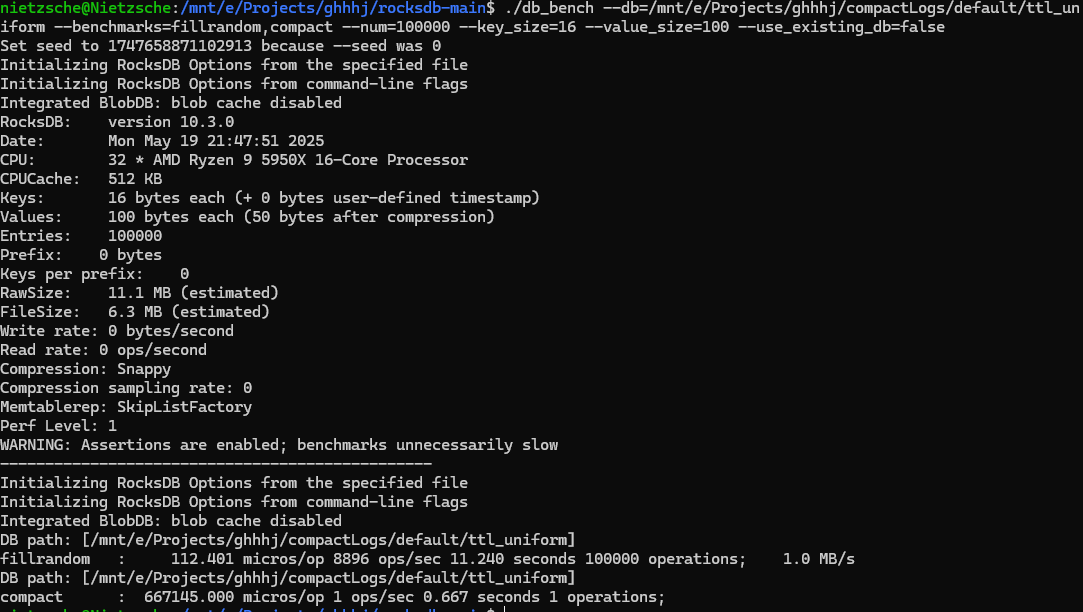 nietzsche@Nietzsche:/mnt/e/Projects/ghhhj/rocksdb-main$ ./db_bench --db=/mnt/e/Projects/ghhhj/compactLogs/default/ttl_un
iform --benchmarks=fillrandom,compact --num=100000 --key_size=16 --value_size=100 --use_existing_db=false
Set seed to 1747658871102913 because --seed was 0
Initializing RocksDB Options from the specified file
Initializing RocksDB Options from command-line flags
Integrated BlobDB: blob cache disabled
RocksDB:    version 10.3.0
Date:       Mon May 19 21:47:51 2025
CPU:        32 * AMD Ryzen 9 5950X 16-Core Processor
CPUCache:   512 KB
Keys:       16 bytes each (+ 0 bytes user-defined timestamp)
Values:     100 bytes each (50 bytes after compression)
Entries:    100000
Prefix:    0 bytes
Keys per prefix:    0
RawSize:    11.1 MB (estimated)
FileSize:   6.3 MB (estimated)
Write rate: 0 bytes/second
Read rate: 0 ops/second
Compression: Snappy
Compression sampling rate: 0
Memtablerep: SkipListFactory
Perf Level: 1
WARNING: Assertions are enabled; benchmarks unnecessarily slow
------------------------------------------------
Initializing RocksDB Options from the specified file
Initializing RocksDB Options from command-line flags
Integrated BlobDB: blob cache disabled
DB path: [/mnt/e/Projects/ghhhj/compactLogs/default/ttl_uniform]
fillrandom   :     112.401 micros/op 8896 ops/sec 11.240 seconds 100000 operations;    1.0 MB/s
DB path: [/mnt/e/Projects/ghhhj/compactLogs/default/ttl_uniform]
compact      :  667145.000 micros/op 1 ops/sec 0.667 seconds 1 operations;